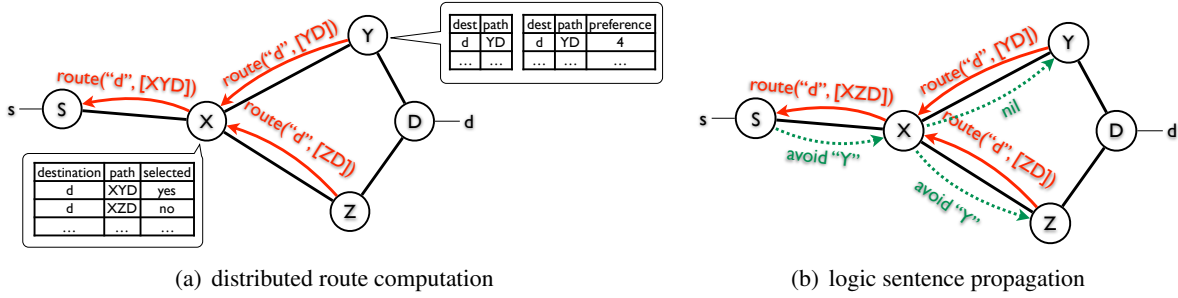 dest path
d YD
... ...
dest path preference
d YD 4
... ... ...
Y
route("d", [YD])
route("d", [XYD])
s
S
X
D
d
route("d", [ZD])
Z
destination path selected
d XYD yes
d XZD no
... ... ...
(a) distributed route computation
Y
route("d", [YD])
nil
route("d", [XZD])
s
S
X
D
d
avoid "Y"
route("d", [ZD])
avoid "Y"
Z
(b) logic sentence propagation